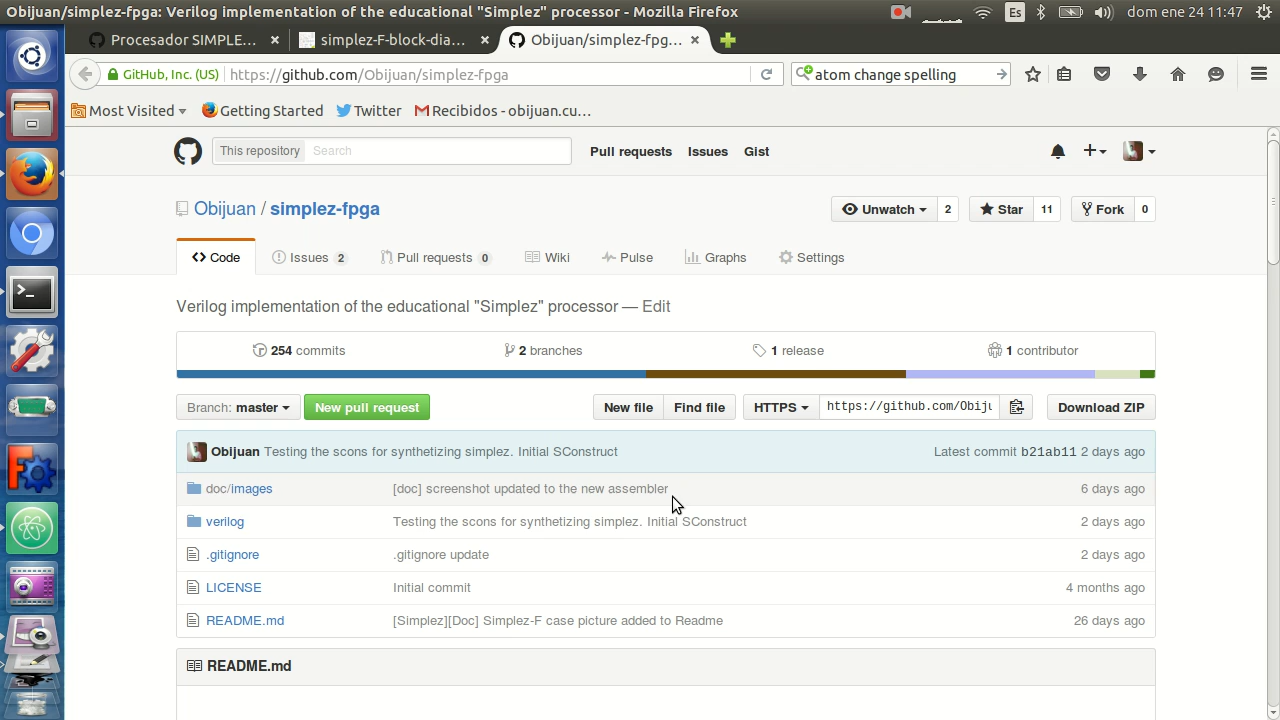 Obijuan/simplez-fpga: Verilog implementation of the educational "Simplez" processor - Mozilla Firefox
Es
dom ene 24 11:47
Procesador SIMPLE...
simplez-F-block-dia...
Obijuan/simplez-fpg...
GitHub, Inc. (US)
https://github.com/Obijuan/simplez-fpga
atom change spelling
Most Visited
Getting Started
Twitter
Recibidos - obijuan.cu...
This repository
Search
Pull requests
Issues
Gist
Obijuan / simplez-fpga
Unwatch 2
Star 11
Fork 0
Code
Issues 2
Pull requests 0
Wiki
Pulse
Graphs
Settings
Verilog implementation of the educational "Simplez" processor — Edit
254 commits
2 branches
1 release
1 contributor
Branch: master
New pull request
New file
Find file
HTTPS
https://github.com/Obiju
Download ZIP
Obijuan Testing the scons for synthetizing simplez. Initial SConstruct
Latest commit b21ab11 2 days ago
doc/images
[doc] screenshot updated to the new assembler
6 days ago
verilog
Testing the scons for synthetizing simplez. Initial SConstruct
2 days ago
.gitignore
.gitignore update
2 days ago
LICENSE
Initial commit
4 months ago
README.md
[Simplez][Doc] Simplez-F case picture added to Readme
26 days ago
README.md